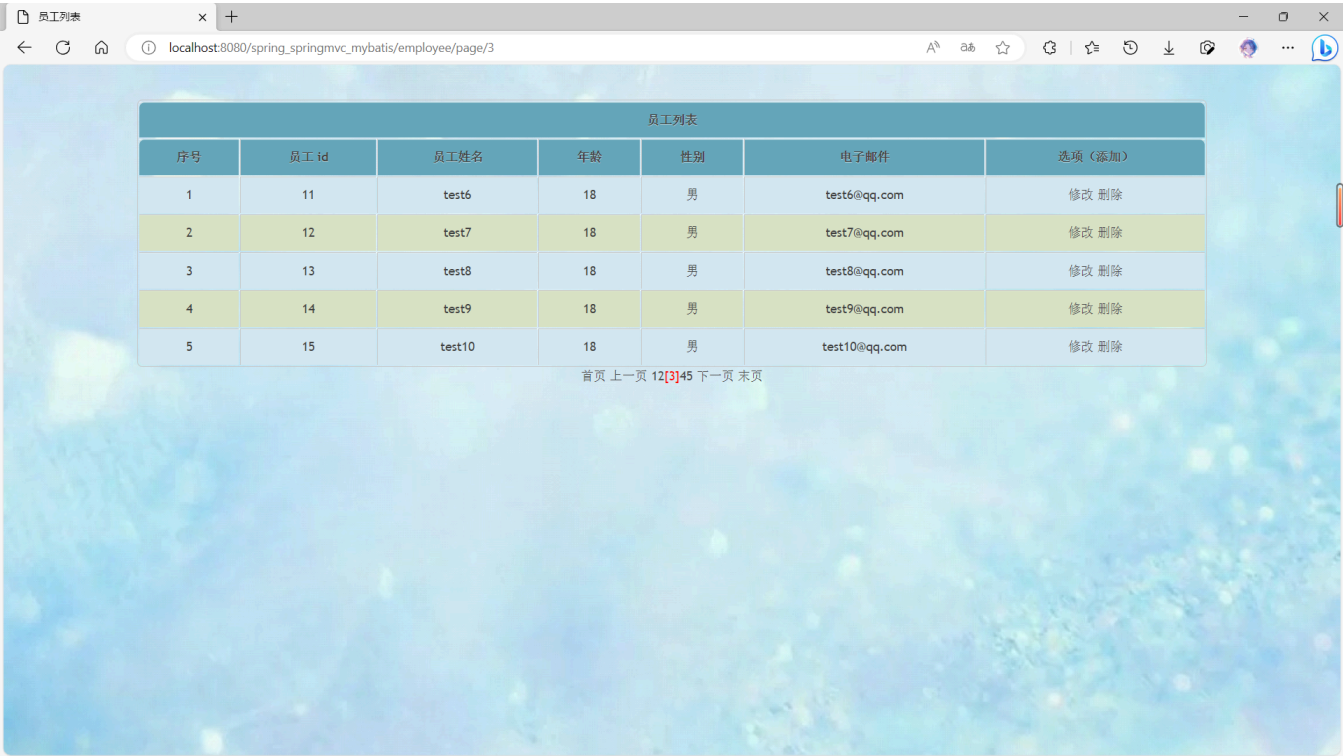 员工列表
localhost:8080/spring_springmvc_mybatis/employee/page/3
员工列表
序号 员工 id 员工姓名 年龄 性别 电子邮件 选项（添加）
1 11 test6 18 男 test6@qq.com 修改 删除
2 12 test7 18 男 test7@qq.com 修改 删除
3 13 test8 18 男 test8@qq.com 修改 删除
4 14 test9 18 男 test9@qq.com 修改 删除
5 15 test10 18 男 test10@qq.com 修改 删除
首页 上一页 12[3]45 下一页 末页